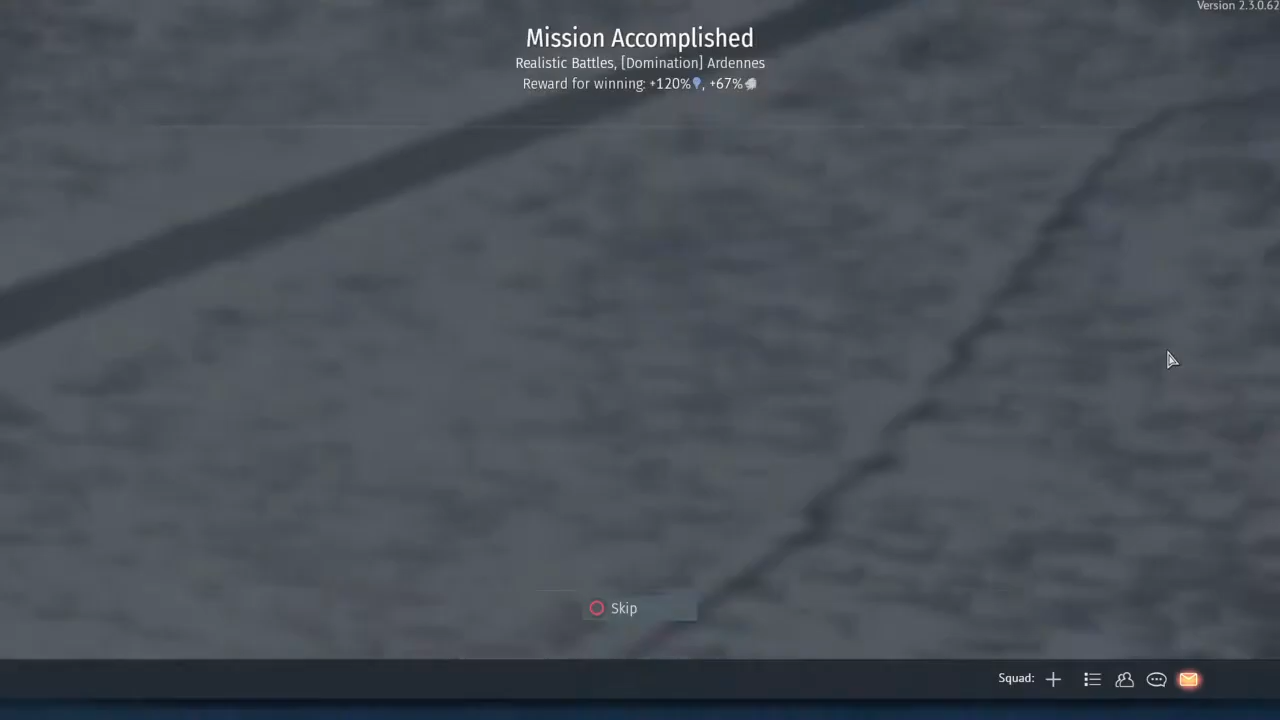 Version 2.3.0.62
Mission Accomplished
Realistic Battles, [Domination] Ardennes
Reward for winning: +120%, +67%
Skip
Squad: